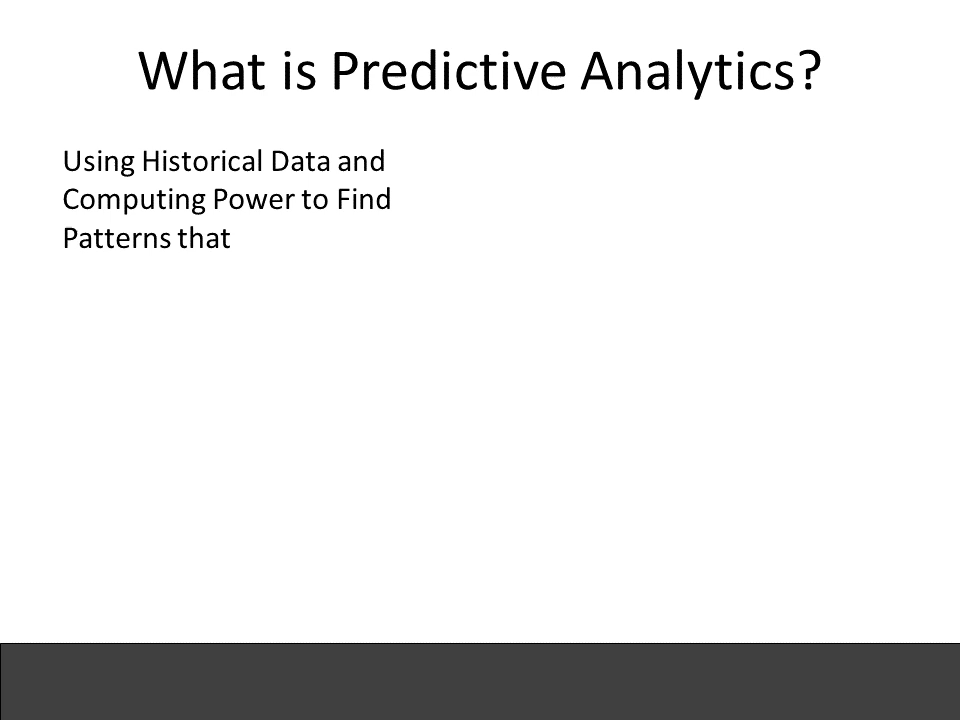 What is Predictive Analytics?
Using Historical Data and
Computing Power to Find
Patterns that